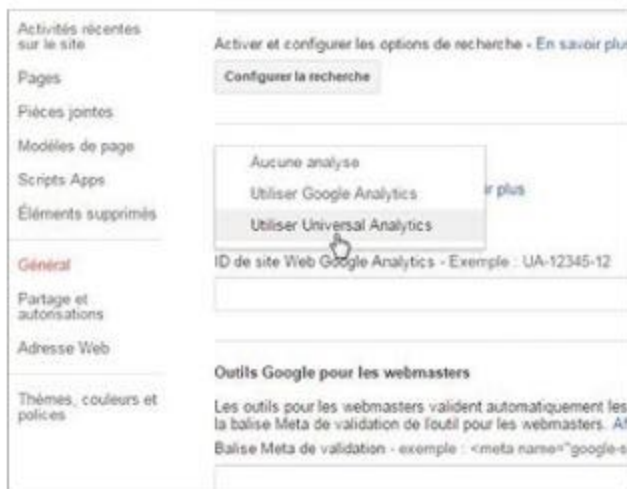 Activités récentes
sur le site
Pages
Pièces jointes
Modèles de page
Scripts Apps
Éléments supprimés
Général
Partage et
autorisations
Adresse Web
Thèmes, couleurs et
polices
Activer et configurer les options de recherche - En savoir plus
Configurer la recherche
Aucune analyse
Utiliser Google Analytics
r plus
Utiliser Universal Analytics
ID de site Web Google Analytics - Exemple : UA-12345-12
Outils Google pour les webmasters
Les outils pour les webmasters valident automatiquement les
la balise Meta de validation de l'outil pour les webmasters. Af
Balise Meta de validation - exemple : <meta name="google-s